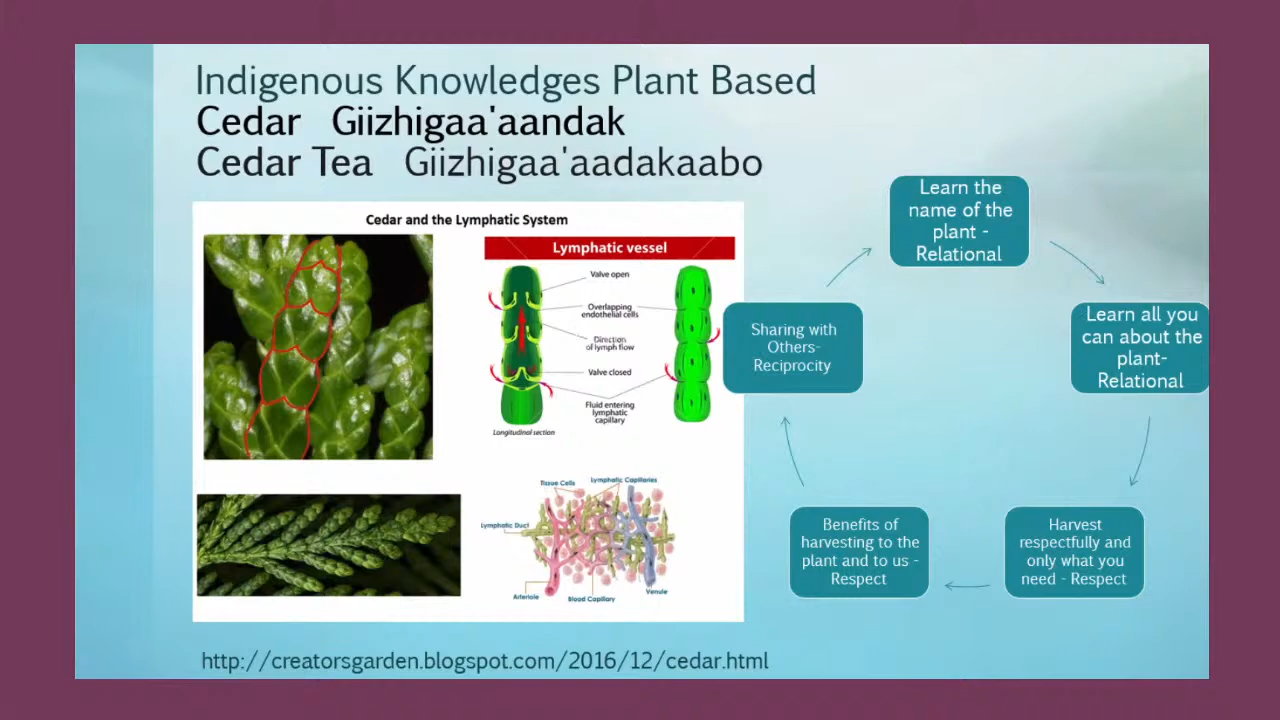 Indigenous Knowledges Plant Based
Cedar Giizhigaa'aandak
Cedar Tea Giizhigaa'aadakaabo
Cedar and the Lymphatic System
Lymphatic vessel
Valve open
Overlapping
endothelial cells
Direction
of lymph flow
Valve closed
Fluid entering
lymphatic
capillary
Longitudinal section
Tissue Cells
Lymphatic Capillaries
Lymphatic Duct
Arteriole
Blood Capillary
Venule
Learn the
name of the
plant -
Relational
Learn all you
can about the
plant-
Relational
Harvest
respectfully and
only what you
need - Respect
Benefits of
harvesting to the
plant and to us -
Respect
Sharing with
Others-
Reciprocity
http://creatorsgarden.blogspot.com/2016/12/cedar.html